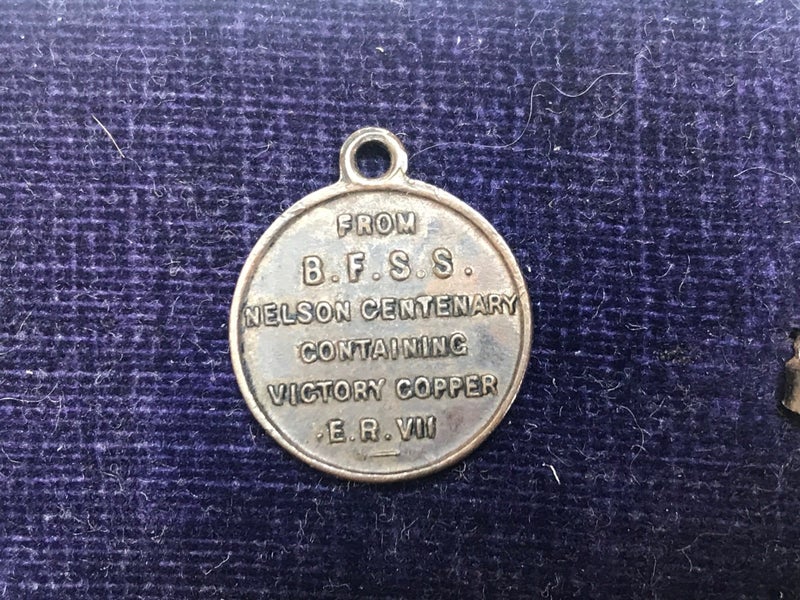 FROM
B.F.S.S.
NELSON CENTENARY
CONTAINING
VICTORY COPPER
.E.R.VII